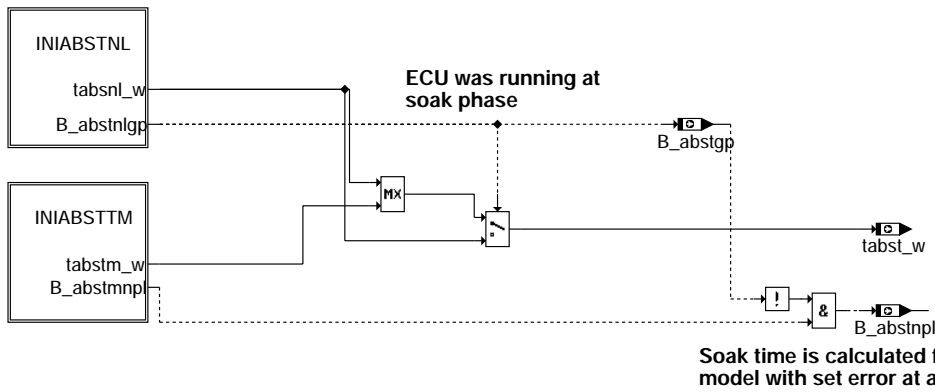 INIABSTNL
tabsnl_w
B_abstnlgp
ECU was running at
soak phase
B_abstgp
MX
INIABSTTM
tabstm_w
B_abstmnpl
tabst_w
!
&
B_abstnpl
Soak time is calculated f
model with set error at a